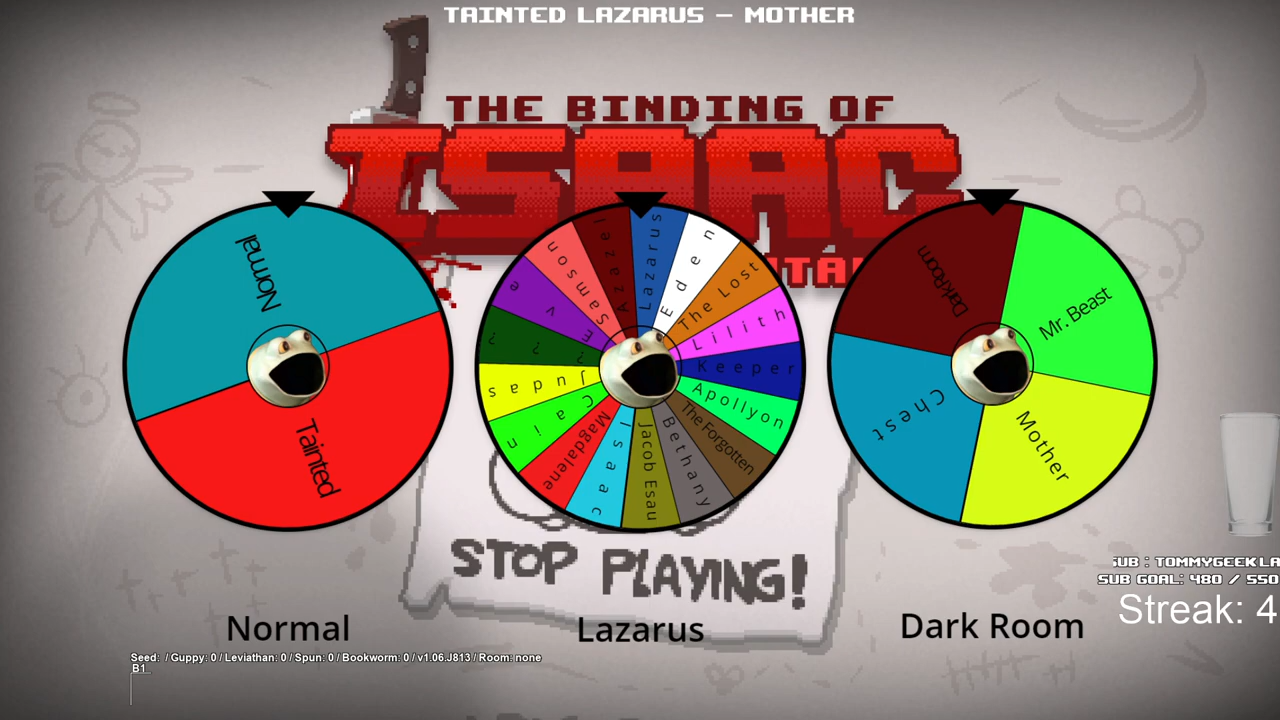 TAINTED LAZARUS – MOTHER
THE BINDING OF
ISAAC
Normal
Tainted
Lazarus
Eden
The Lost
Lilith
Keeper
Apollyon
The Forgotten
Bethany
Jacob Esau
Isaac
Magdalene
Cain
Judas
? ? ?
Eve
Samson
Azazel
DarkRoom
Mr. Beast
Mother
Chest
STOP PLAYING!
SUB : TOMMYGEEKLA
SUB GOAL: 480 / 550
Streak: 4
Normal
Lazarus
Dark Room
Seed: / Guppy: 0 / Leviathan: 0 / Spun: 0 / Bookworm: 0 / v1.06.J813 / Room: none
B1